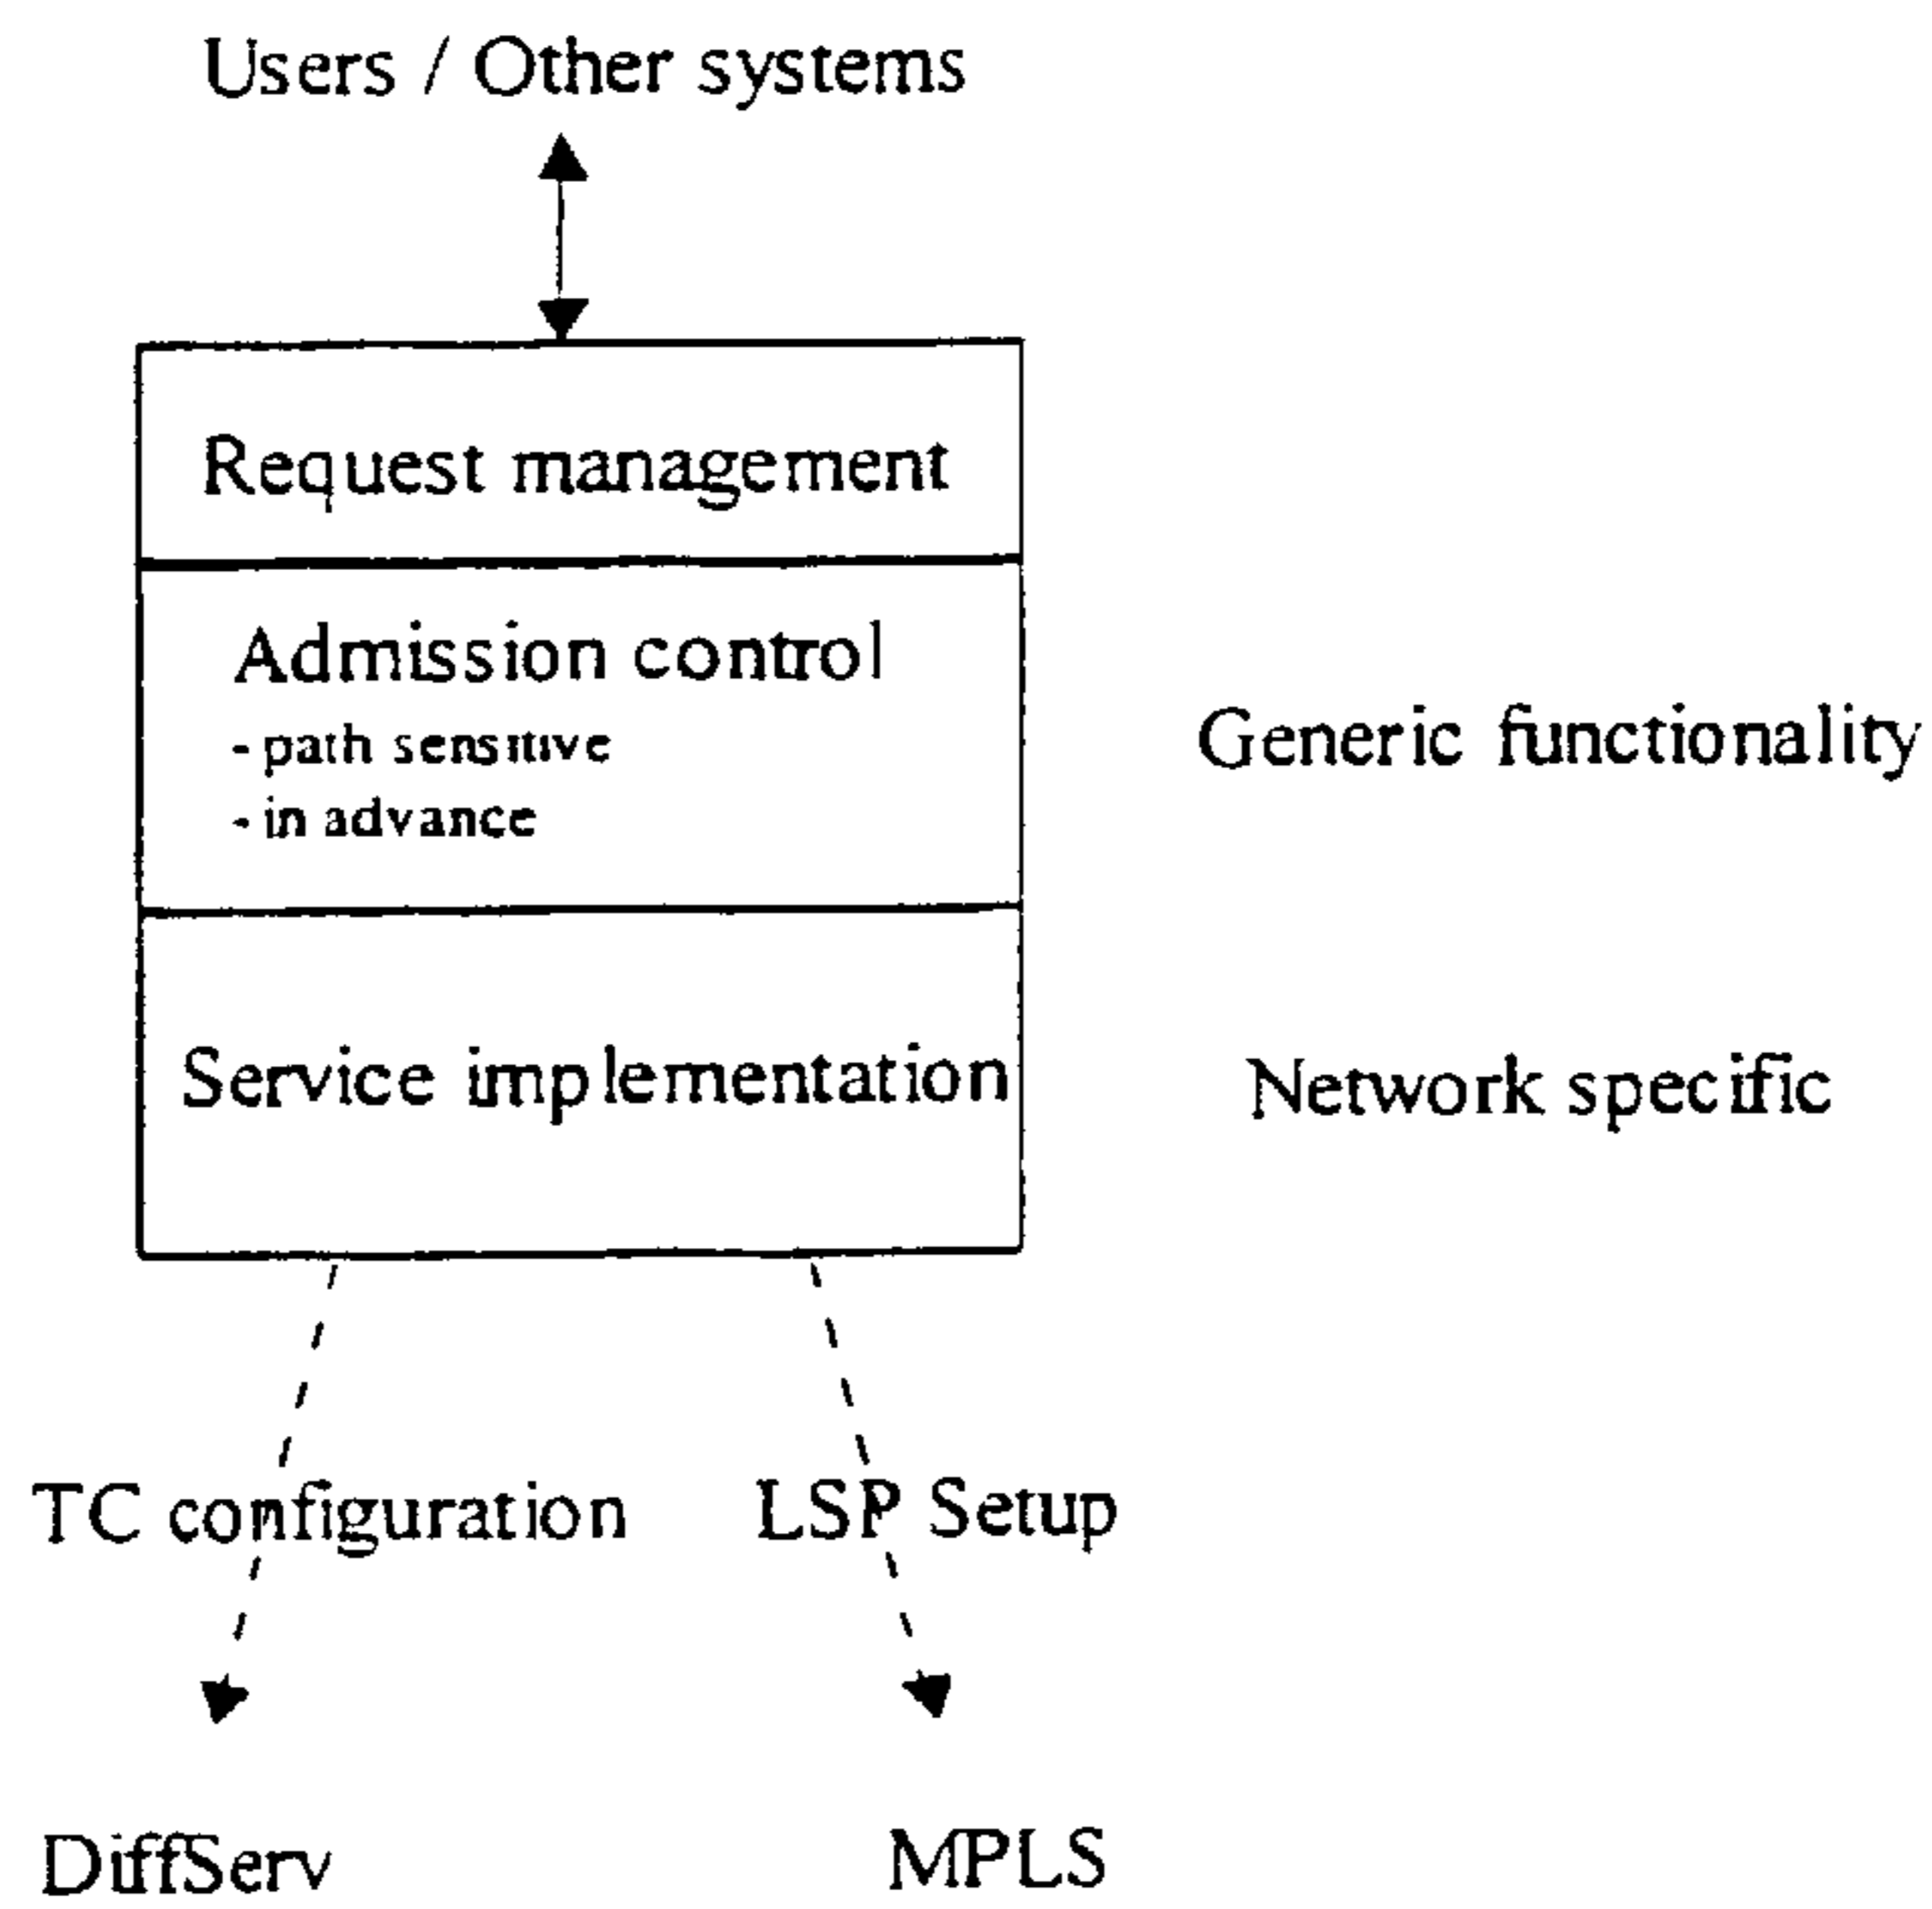 Users / Other systems
Request management
Admission control
- path sensitive
- in advance
Generic functionality
Service implementation
Network specific
TC configuration
LSP Setup
DiffServ
MPLS